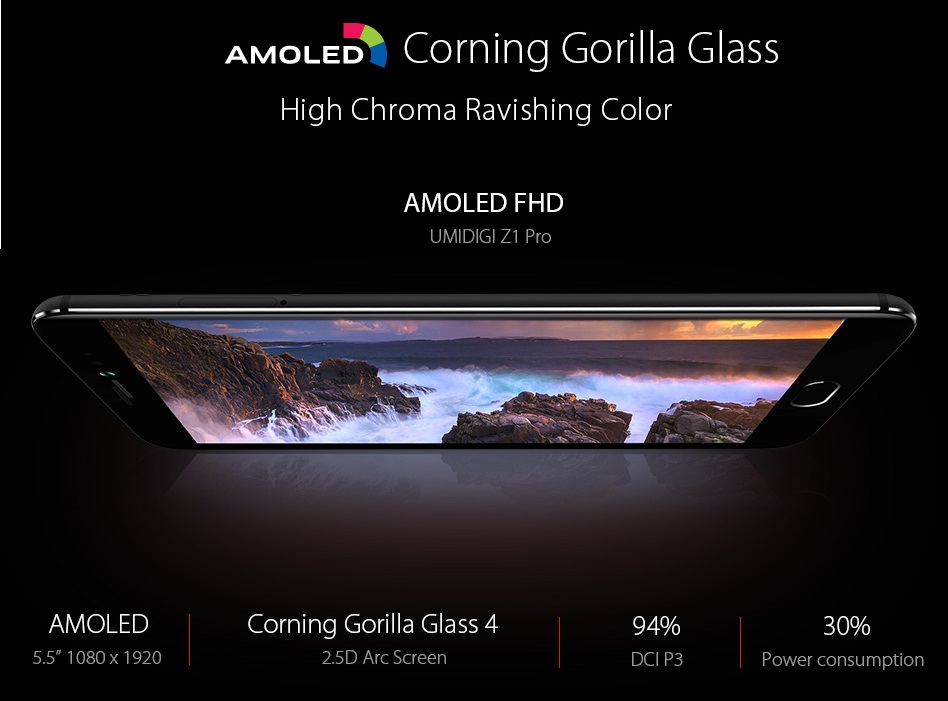 AMOLED Corning Gorilla Glass
High Chroma Ravishing Color
AMOLED FHD
UMIDIGI Z1 Pro
AMOLED
5.5” 1080 x 1920
Corning Gorilla Glass 4
2.5D Arc Screen
94%
DCI P3
30%
Power consumption